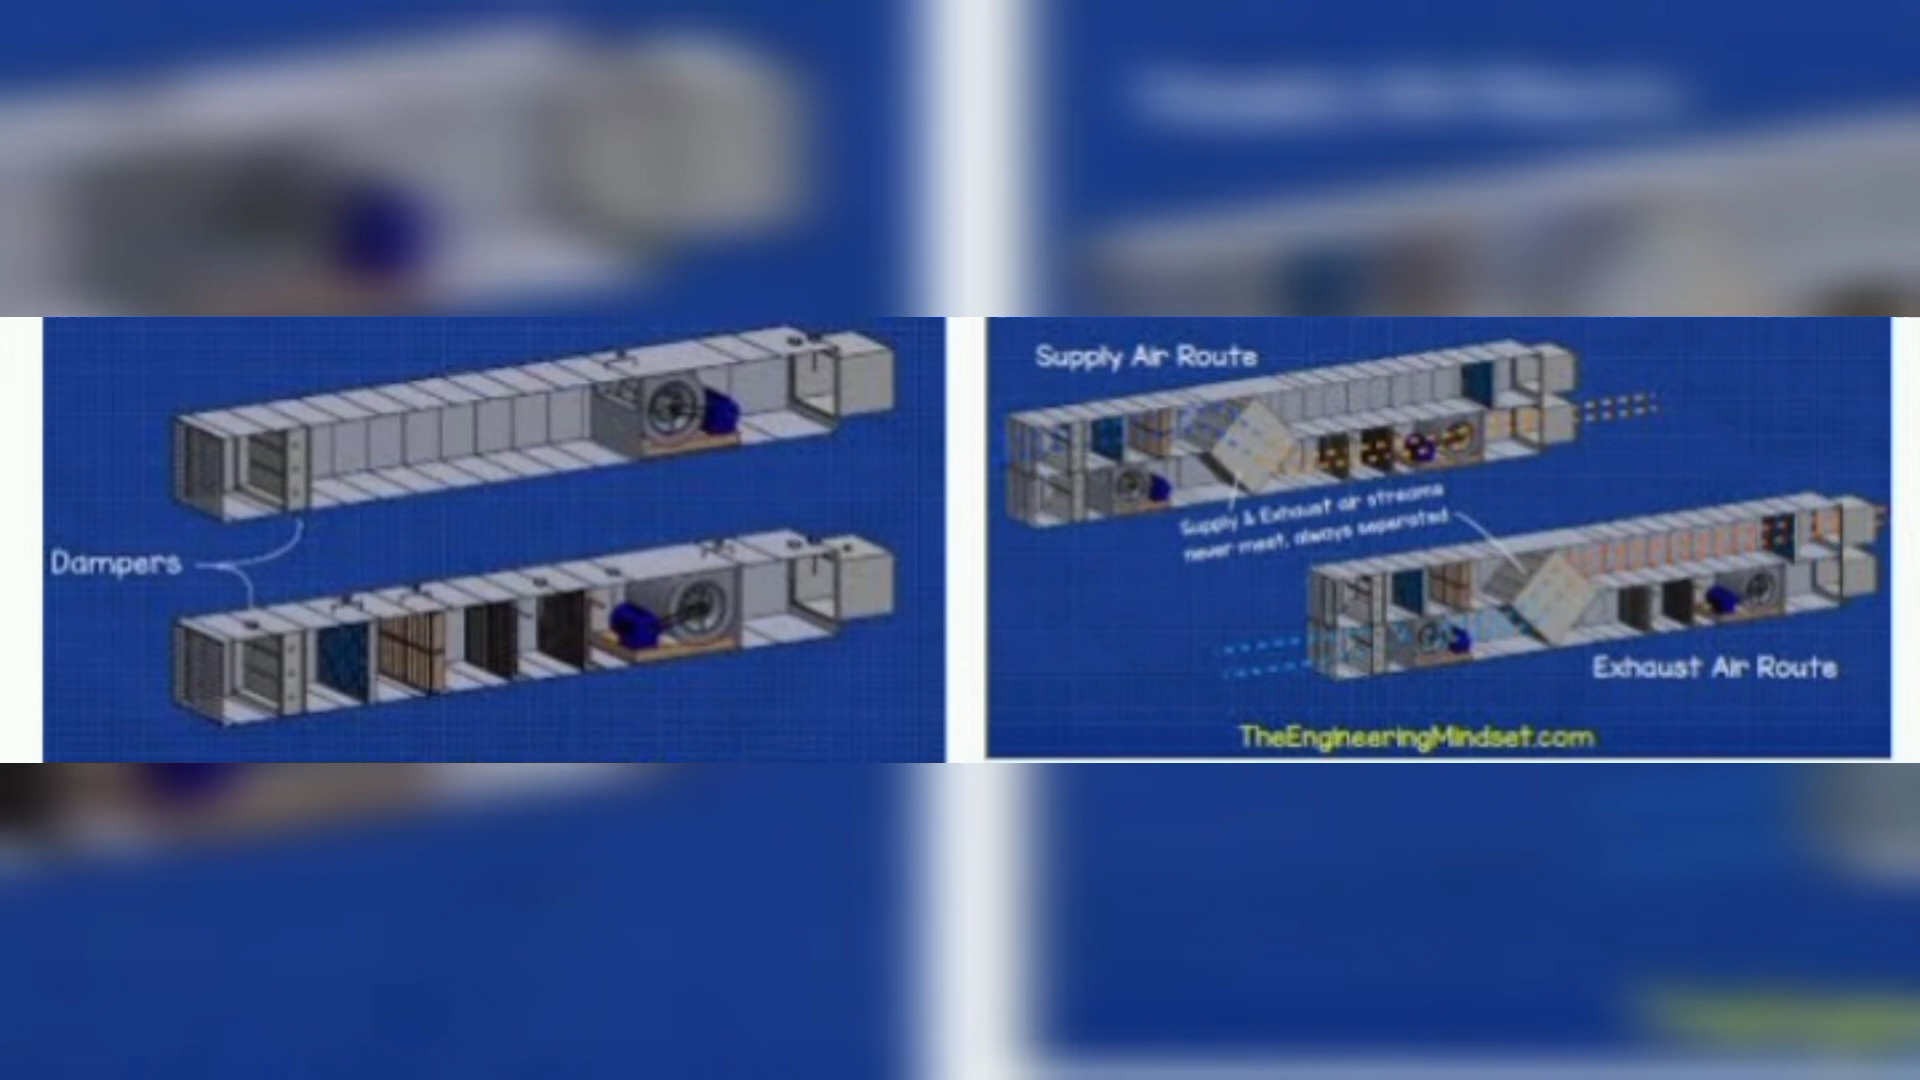 Dampers
Supply Air Route
Supply & Exhaust air streams
never meet, always seperated
Exhaust Air Route
TheEngineeringMindset.com